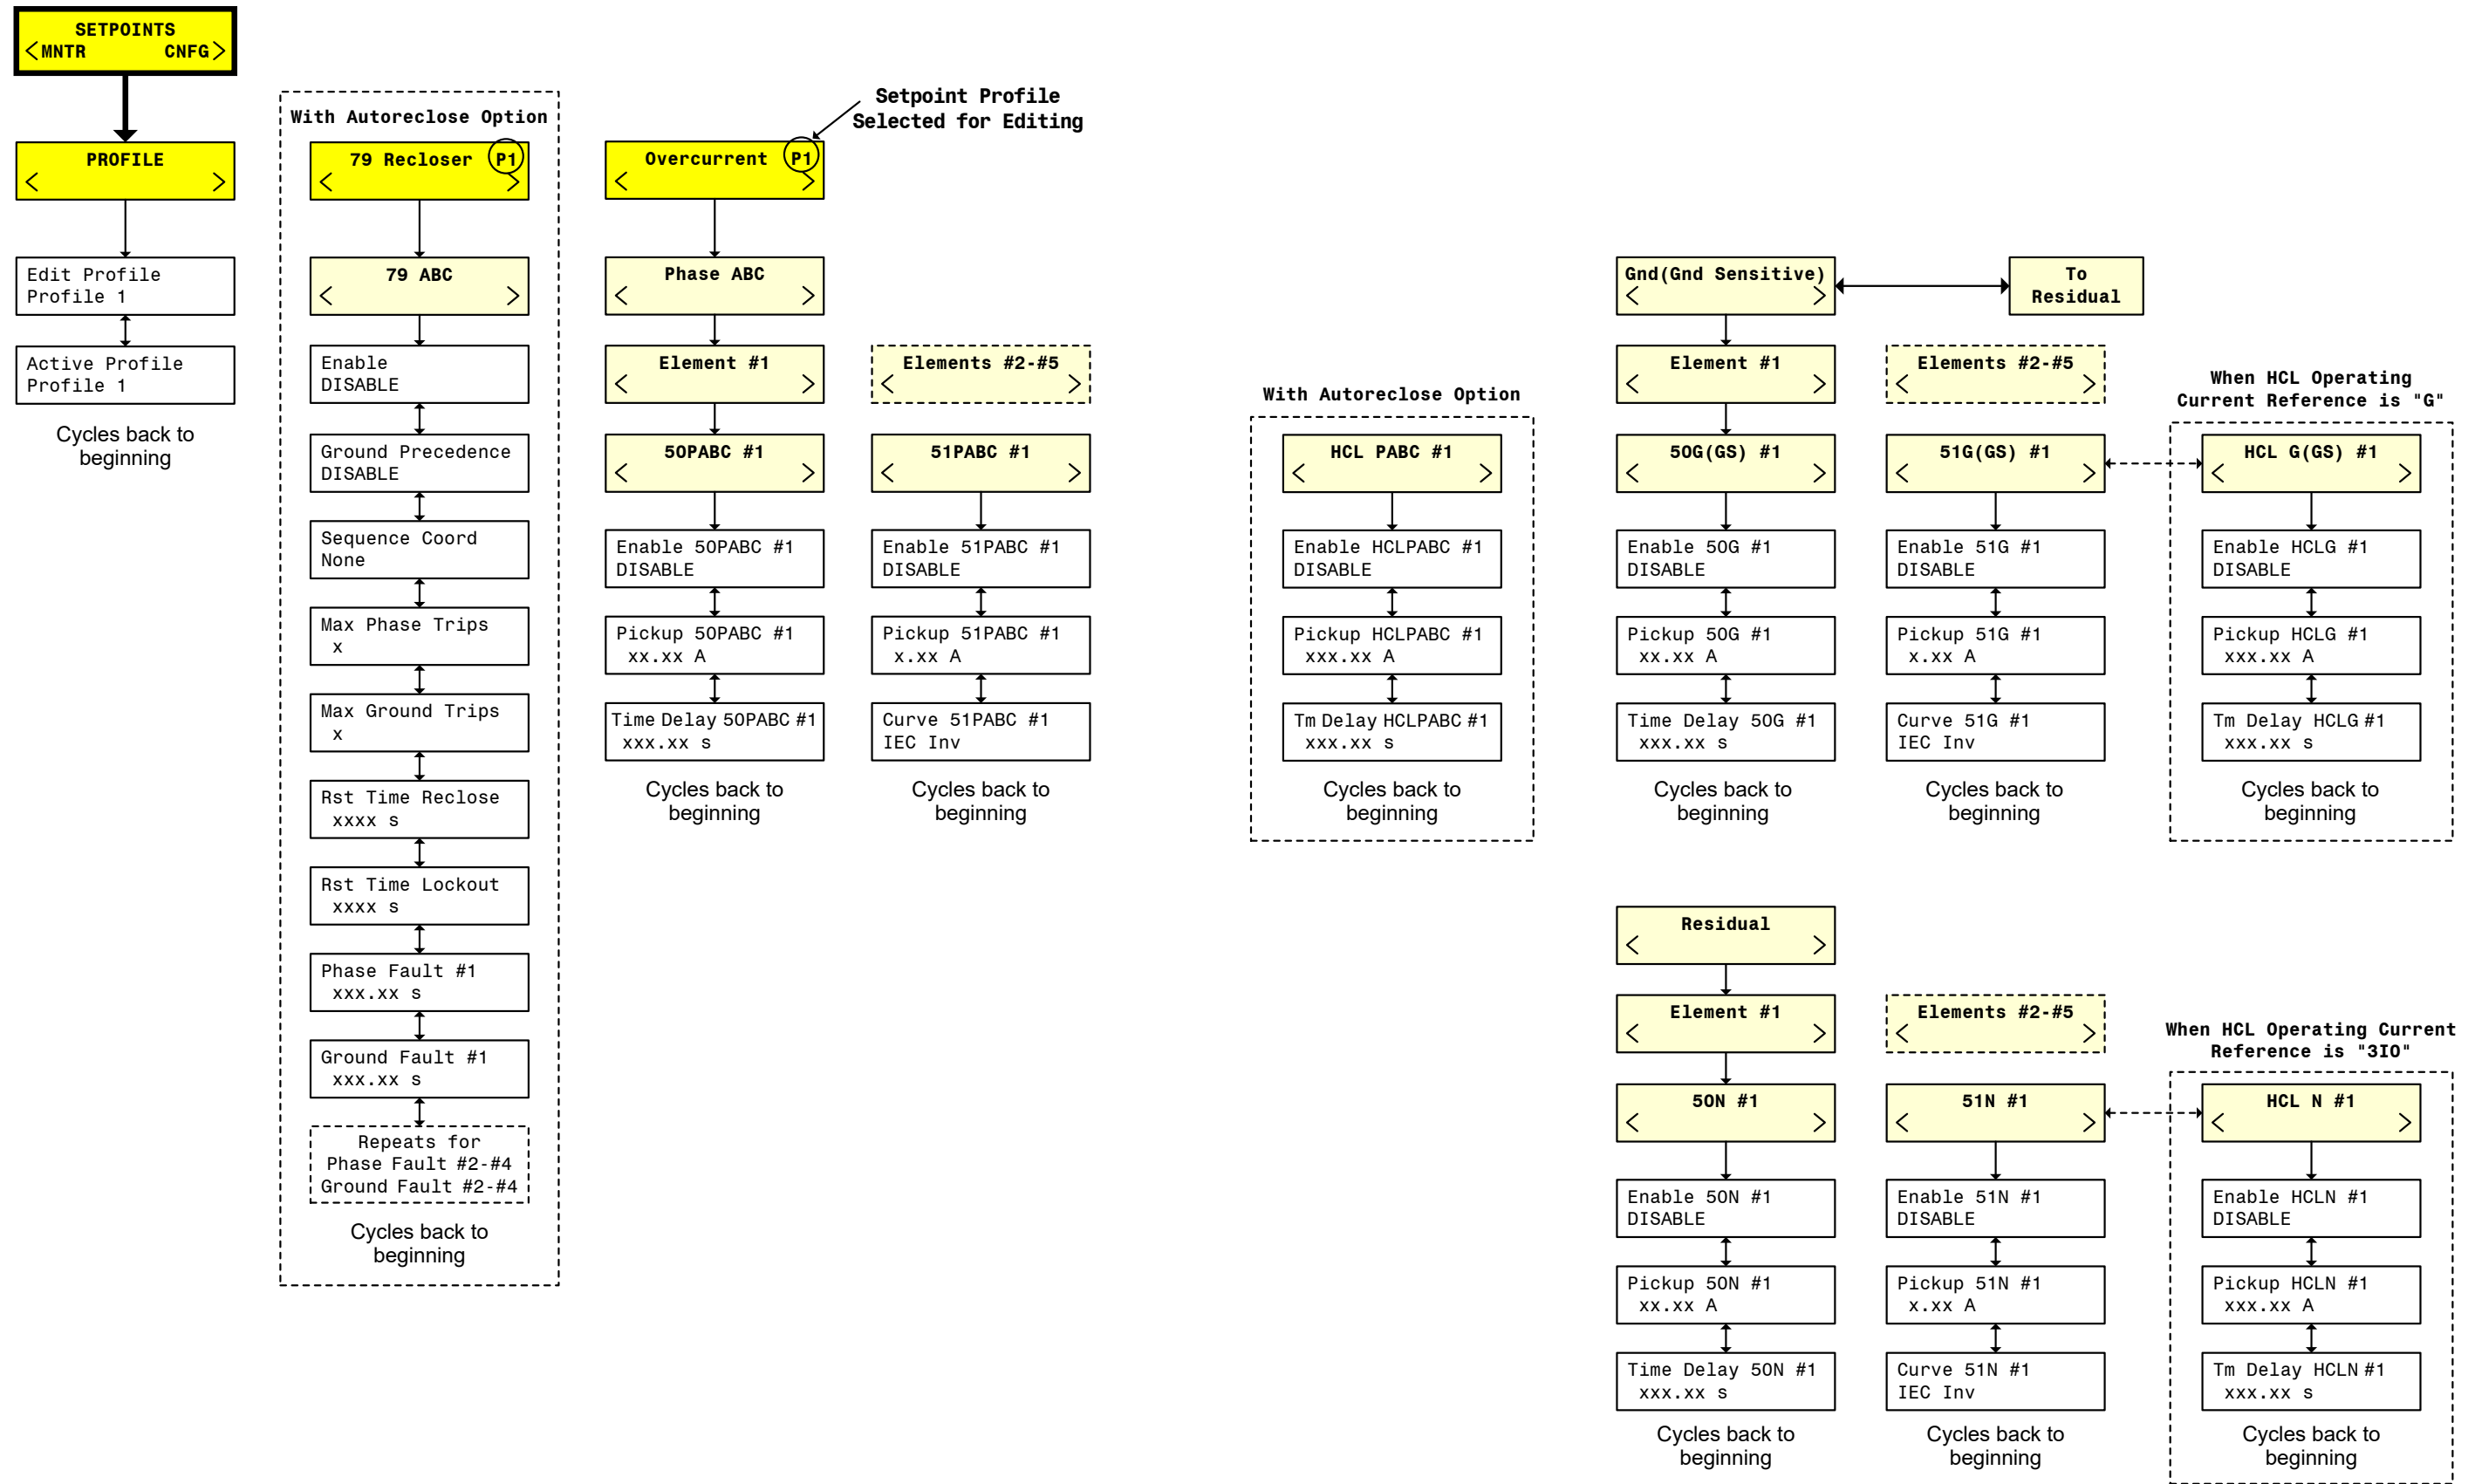 SETPOINTS
<MNTR CNFG>
PROFILE
< >
Edit Profile
Profile 1
Active Profile
Profile 1
Cycles back to
beginning
With Autoreclose Option
79 Recloser P1
< >
79 ABC
< >
Enable
DISABLE
Ground Precedence
DISABLE
Sequence Coord
None
Max Phase Trips
x
Max Ground Trips
x
Rst Time Reclose
xxxx s
Rst Time Lockout
xxxx s
Phase Fault #1
xxx.xx s
Ground Fault #1
xxx.xx s
Repeats for
Phase Fault #2-#4
Ground Fault #2-#4
Cycles back to
beginning
Setpoint Profile
Selected for Editing
Overcurrent P1
< >
Phase ABC
< >
Element #1
< >
50PABC #1
< >
Enable 50PABC #1
DISABLE
Pickup 50PABC #1
xx.xx A
Time Delay 50PABC #1
xxx.xx s
Cycles back to
beginning
Elements #2-#5
< >
51PABC #1
< >
Enable 51PABC #1
DISABLE
Pickup 51PABC #1
x.xx A
Curve 51PABC #1
IEC Inv
Cycles back to
beginning
With Autoreclose Option
HCL PABC #1
< >
Enable HCLPABC #1
DISABLE
Pickup HCLPABC #1
xxx.xx A
Tm Delay HCLPABC #1
xxx.xx s
Cycles back to
beginning
Gnd(Gnd Sensitive)
< >
To
Residual
Element #1
< >
50G(GS) #1
< >
Enable 50G #1
DISABLE
Pickup 50G #1
xx.xx A
Time Delay 50G #1
xxx.xx s
Cycles back to
beginning
Elements #2-#5
< >
51G(GS) #1
< >
Enable 51G #1
DISABLE
Pickup 51G #1
x.xx A
Curve 51G #1
IEC Inv
Cycles back to
beginning
When HCL Operating
Current Reference is "G"
HCL G(GS) #1
< >
Enable HCLG #1
DISABLE
Pickup HCLG #1
xxx.xx A
Tm Delay HCLG #1
xxx.xx s
Cycles back to
beginning
Residual
< >
Element #1
< >
50N #1
< >
Enable 50N #1
DISABLE
Pickup 50N #1
xx.xx A
Time Delay 50N #1
xxx.xx s
Cycles back to
beginning
Elements #2-#5
< >
51N #1
< >
Enable 51N #1
DISABLE
Pickup 51N #1
x.xx A
Curve 51N #1
IEC Inv
Cycles back to
beginning
When HCL Operating Current
Reference is "3IO"
HCL N #1
< >
Enable HCLN #1
DISABLE
Pickup HCLN #1
xxx.xx A
Tm Delay HCLN #1
xxx.xx s
Cycles back to
beginning